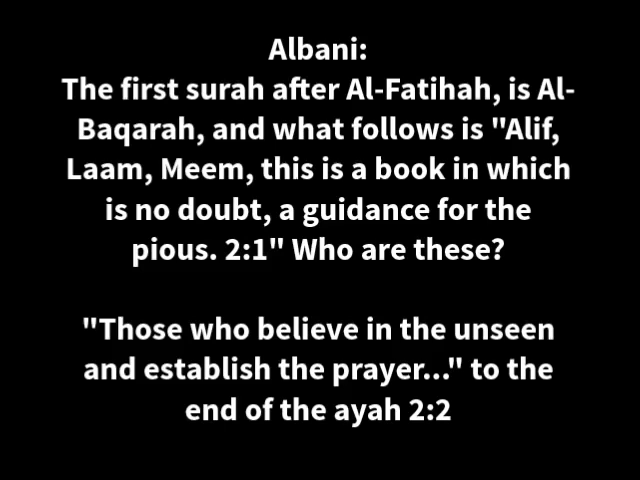 Albani:
The first surah after Al-Fatihah, is Al-
Baqarah, and what follows is "Alif,
Laam, Meem, this is a book in which
is no doubt, a guidance for the
pious. 2:1" Who are these?
"Those who believe in the unseen
and establish the prayer..." to the
end of the ayah 2:2